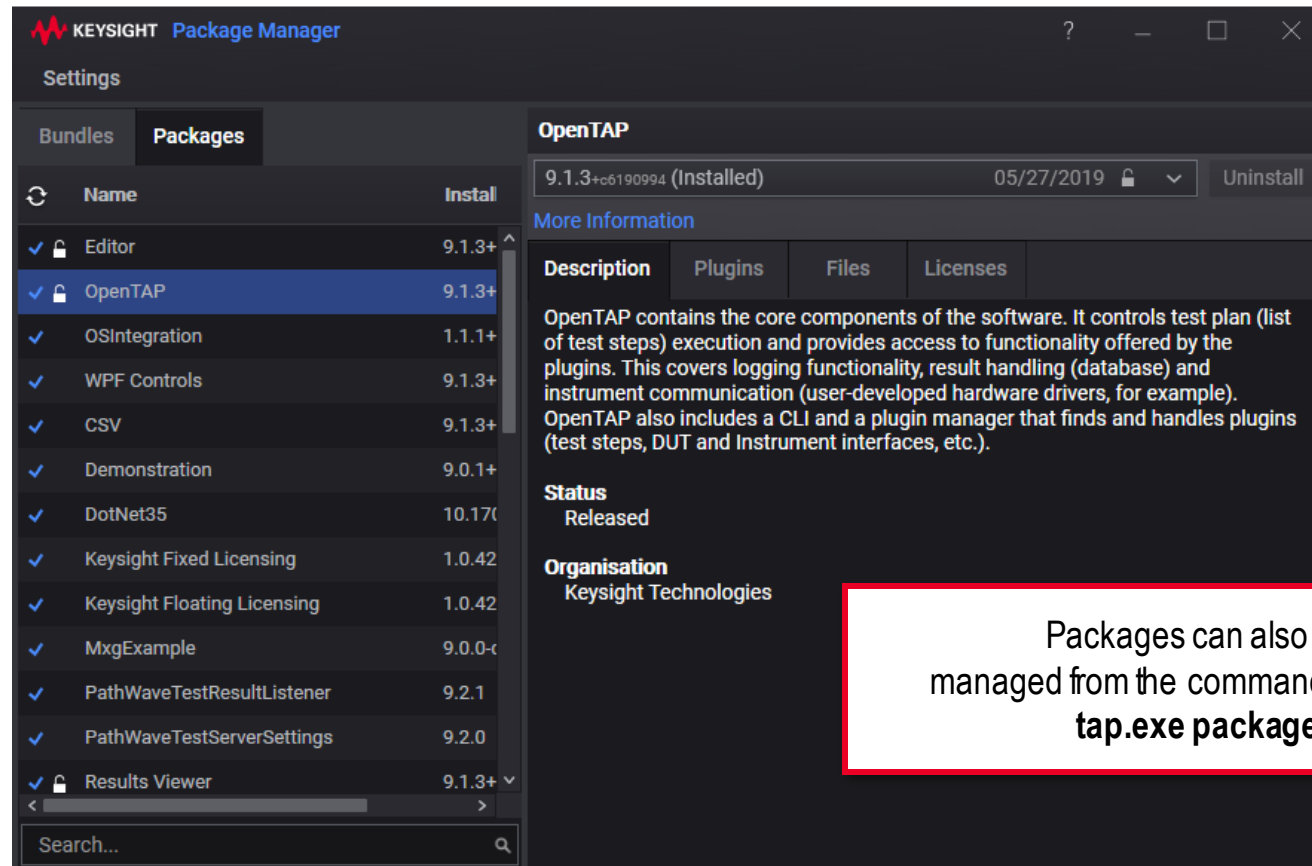 KEYSIGHT Package Manager ?
Settings
Bundles Packages
Name Install
Editor 9.1.3+
OpenTAP 9.1.3+
OSIntegration 1.1.1+
WPF Controls 9.1.3+
CSV 9.1.3+
Demonstration 9.0.1+
DotNet35 10.170
Keysight Fixed Licensing 1.0.42
Keysight Floating Licensing 1.0.42
MxgExample 9.0.0-
PathWaveTestResultListener 9.2.1
PathWaveTestServerSettings 9.2.0
Results Viewer 9.1.3+
Search...
OpenTAP
9.1.3+c6190994 (Installed) 05/27/2019 Uninstall
More Information
Description Plugins Files Licenses
OpenTAP contains the core components of the software. It controls test plan (list
of test steps) execution and provides access to functionality offered by the
plugins. This covers logging functionality, result handling (database) and
instrument communication (user-developed hardware drivers, for example).
OpenTAP also includes a CLI and a plugin manager that finds and handles plugins
(test steps, DUT and Instrument interfaces, etc.).
Status
Released
Organisation
Keysight Technologies
Packages can also
managed from the comman
tap.exe package